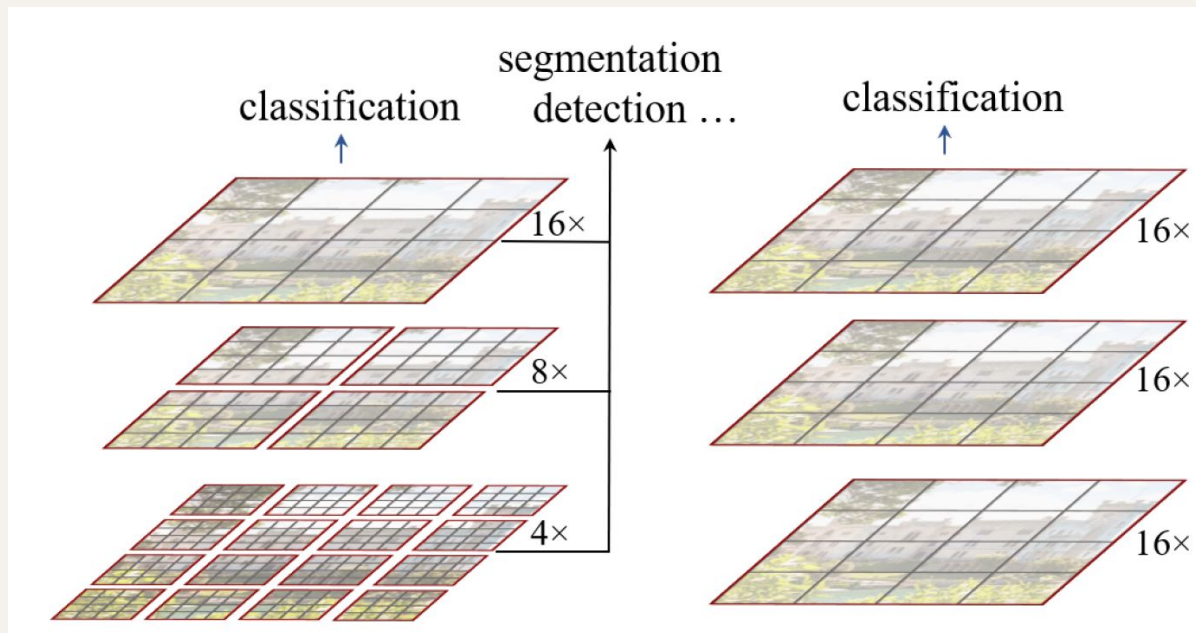 segmentation
detection …
classification
16×
8×
4×
classification
16×
16×
16×